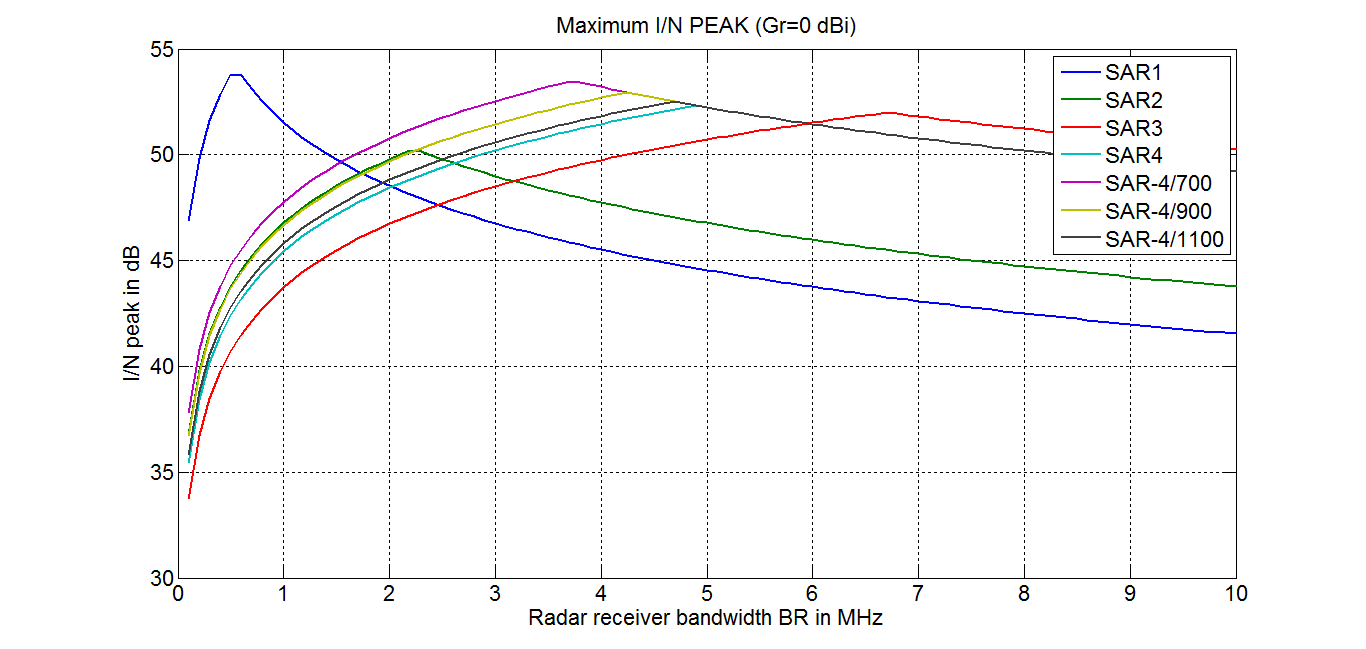 Maximum I/N PEAK (Gr=0 dBi)
55
50
45
40
35
30
I/N peak in dB
SAR1
SAR2
SAR3
SAR4
SAR-4/700
SAR-4/900
SAR-4/1100
0 1 2 3 4 5 6 7 8 9 10
Radar receiver bandwidth BR in MHz